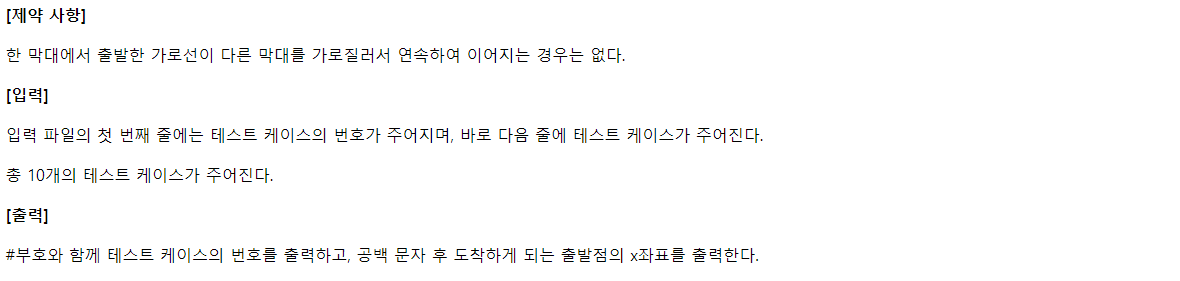 [제약 사항]
한 막대에서 출발한 가로선이 다른 막대를 가로질러서 연속하여 이어지는 경우는 없다.
[입력]
입력 파일의 첫 번째 줄에는 테스트 케이스의 번호가 주어지며, 바로 다음 줄에 테스트 케이스가 주어진다.
총 10개의 테스트 케이스가 주어진다.
[출력]
#부호와 함께 테스트 케이스의 번호를 출력하고, 공백 문자 후 도착하게 되는 출발점의 x좌표를 출력한다.